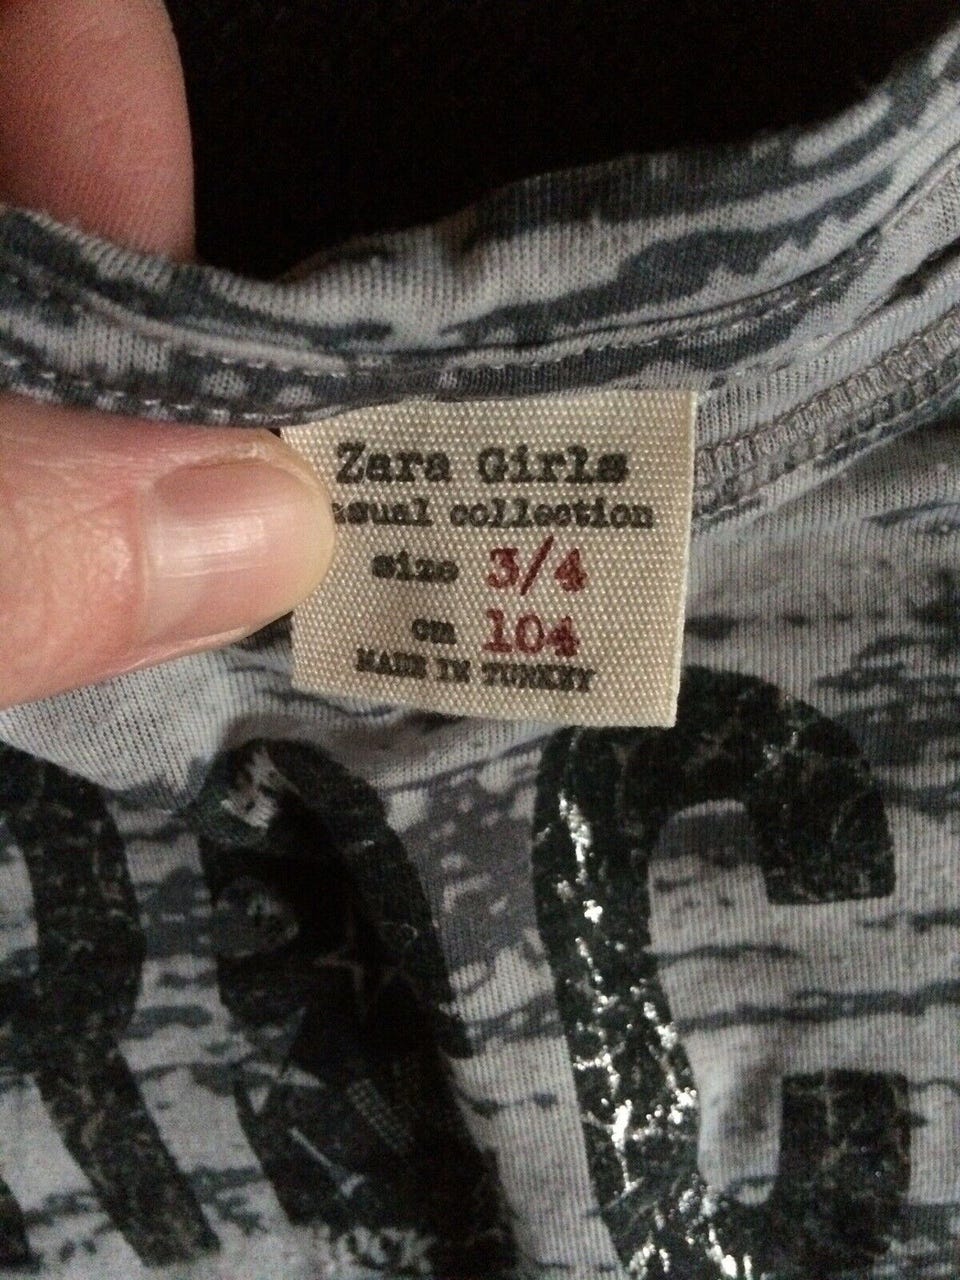 Zara Girls
asual collection
size 3/4
cm 104
MADE IN TURKEY